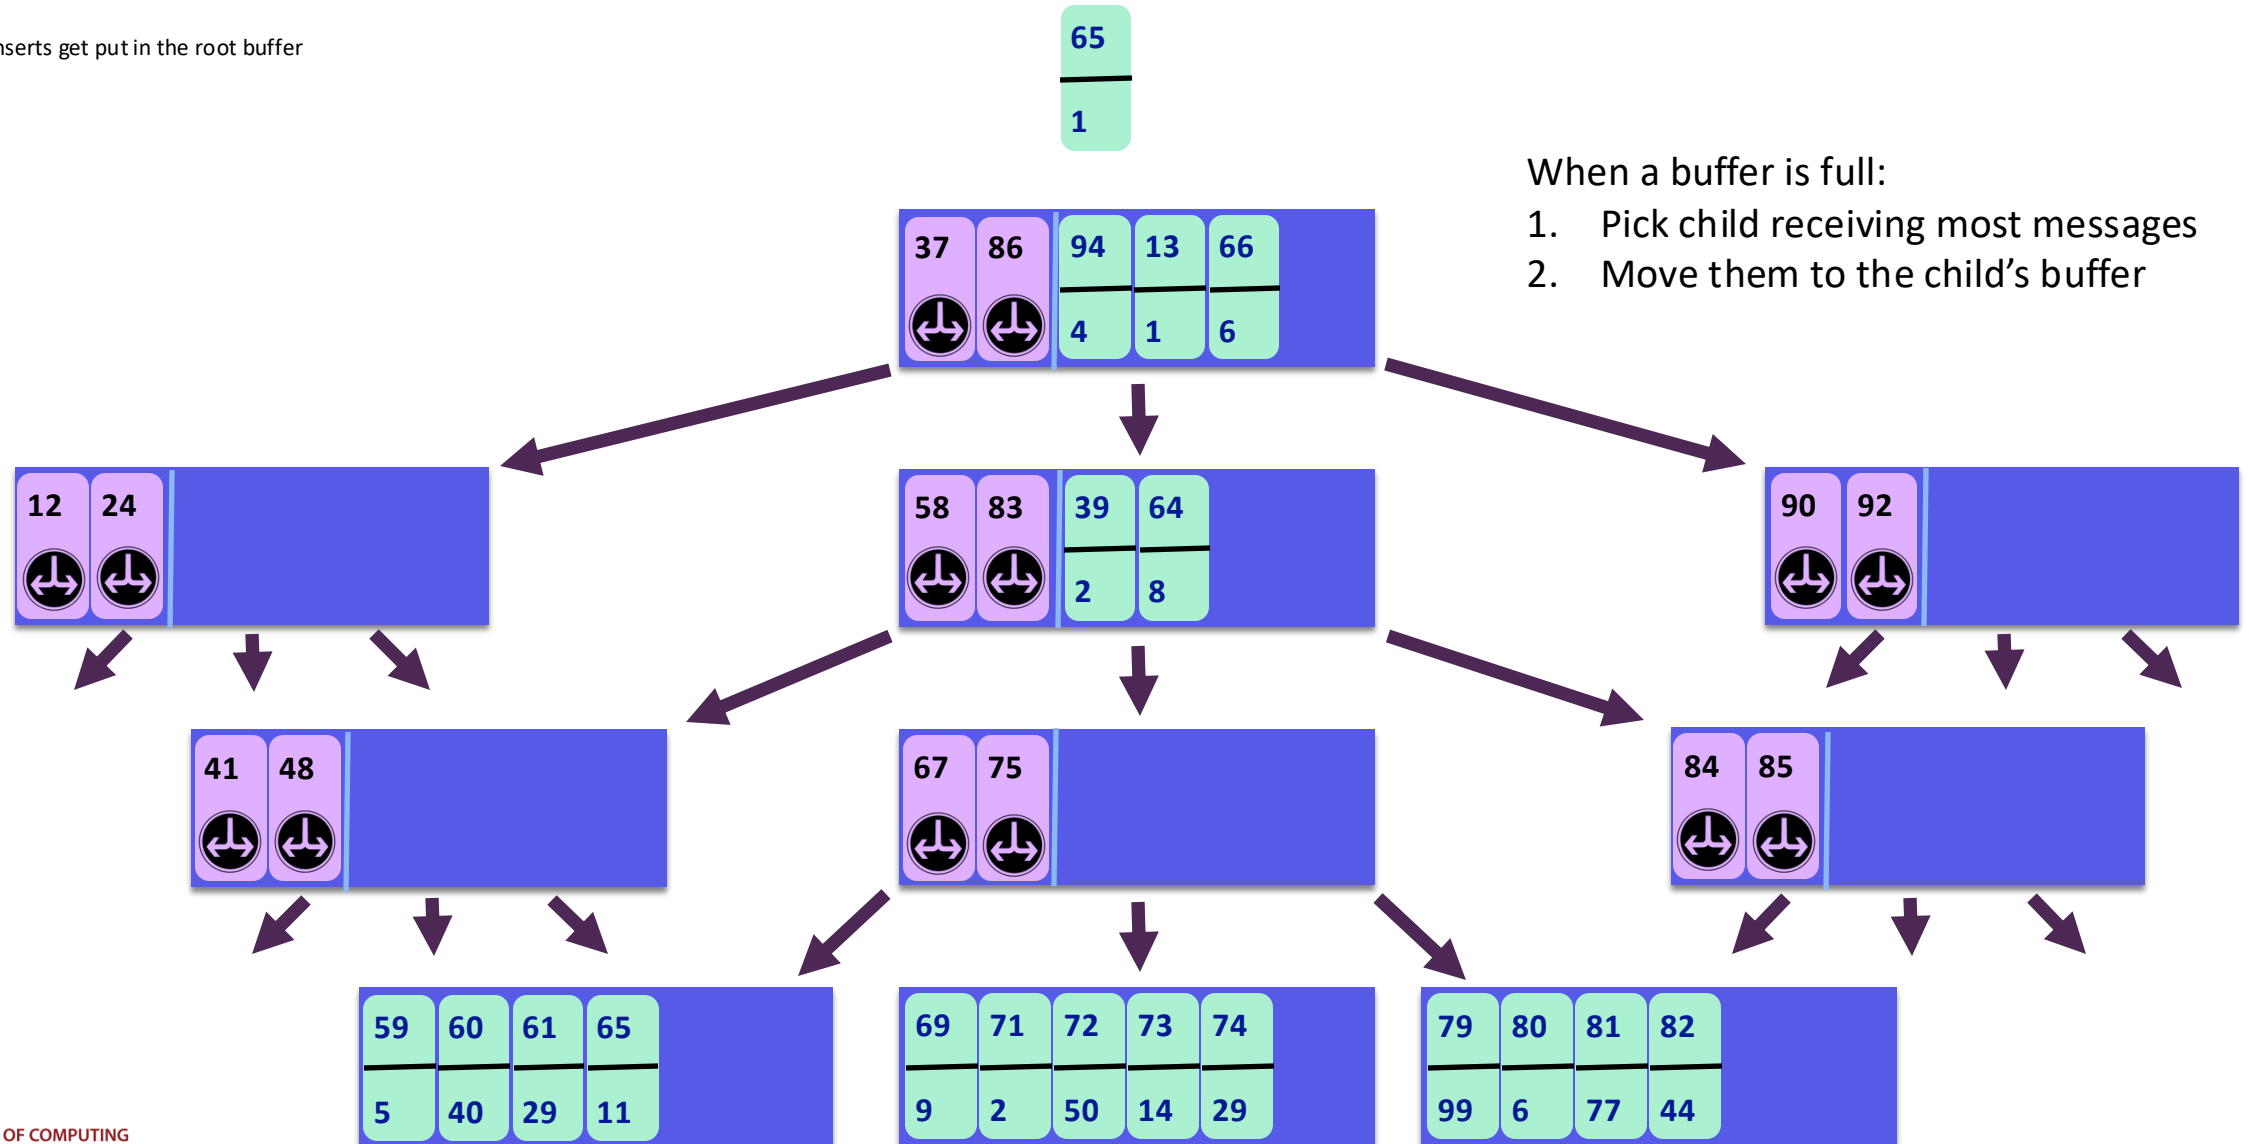 nserts get put in the root buffer
65
1
When a buffer is full:
1. Pick child receiving most messages
2. Move them to the child's buffer
37 86 94 13 66
4 1 6
12 24
58 83 39 64
2 8
90 92
41 48
67 75
84 85
59 60 61 65
5 40 29 11
69 71 72 73 74
9 2 50 14 29
79 80 81 82
99 6 77 44
OF COMPUTING